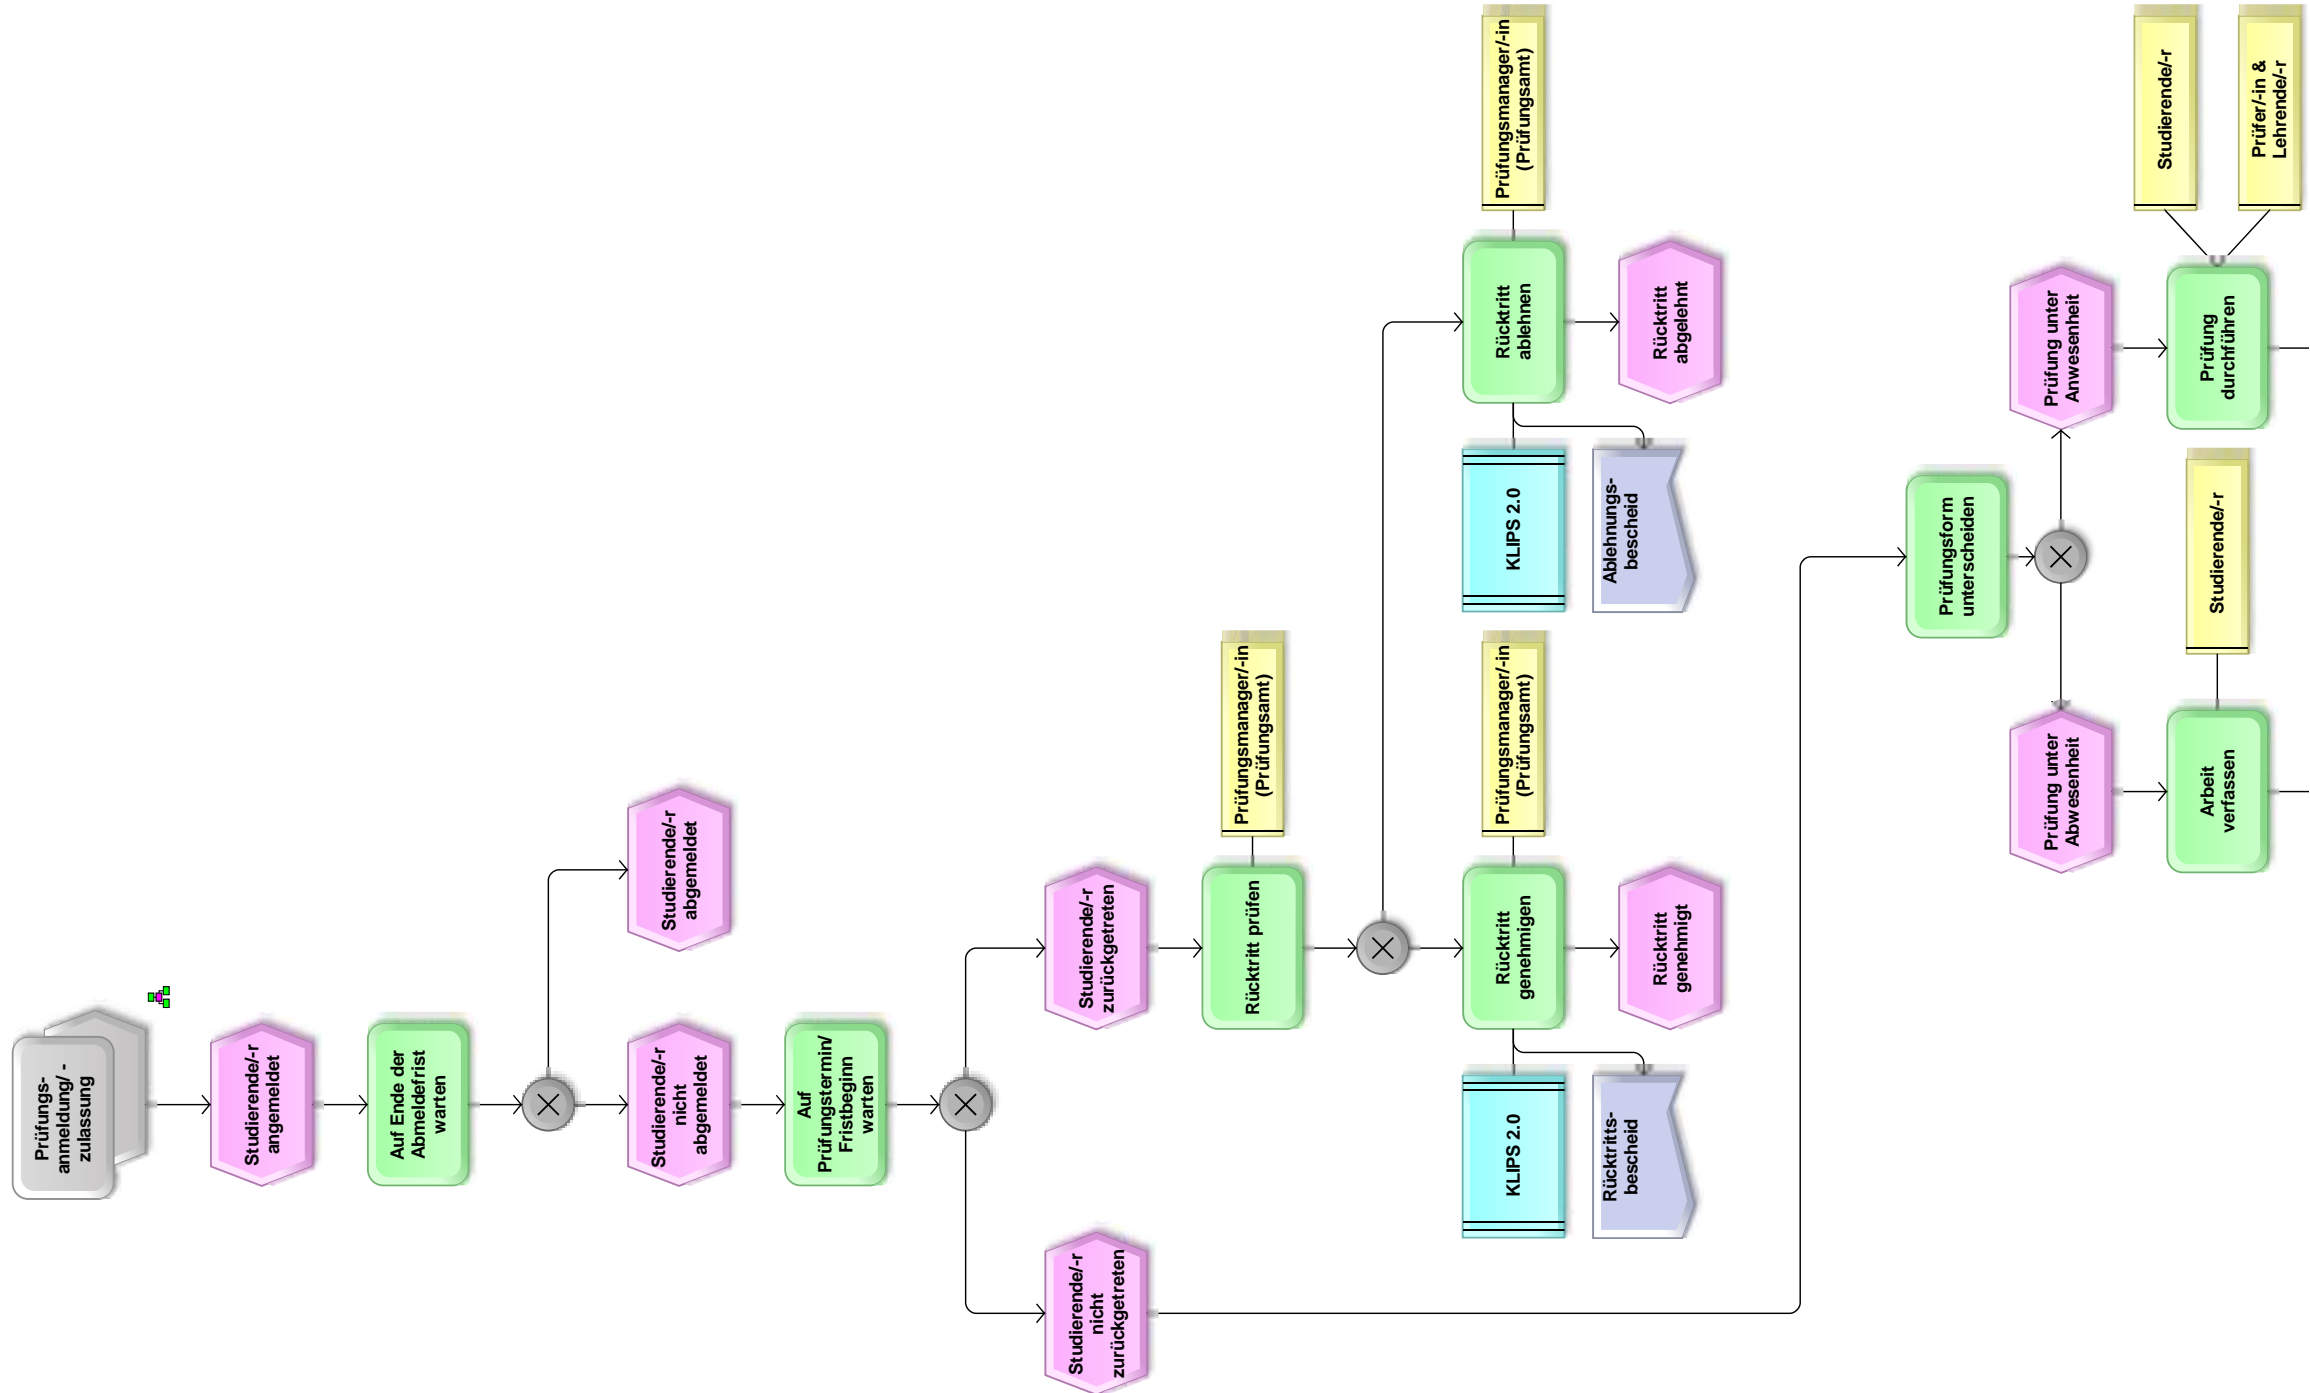 Prüfungs-
anmeldung/ -
zulassung
Studierende/-r
angemeldet
Auf Ende der
Abmeldefrist
warten
Studierende/-r
abgemeldet
Studierende/-r
nicht
abgemeldet
Auf
Prüfungstermin/
Fristbeginn
warten
Studierende/-r
zurückgetreten
Studierende/-r
nicht
zurückgetreten
Prüfungsmanager/-in
(Prüfungsamt)
Rücktritt prüfen
Prüfungsmanager/-in
(Prüfungsamt)
Rücktritt
ablehnen
KLIPS 2.0
Ablehnungs-
bescheid
Rücktritt
abgelehnt
Prüfungsmanager/-in
(Prüfungsamt)
Rücktritt
genehmigen
KLIPS 2.0
Rücktritts-
bescheid
Rücktritt
genehmigt
Prüfungsform
unterscheiden
Prüfung unter
Anwesenheit
Prüfung unter
Abwesenheit
Studierende/-r
Prüfer/-in &
Lehrende/-r
Prüfung
durchführen
Studierende/-r
Arbeit
verfassen